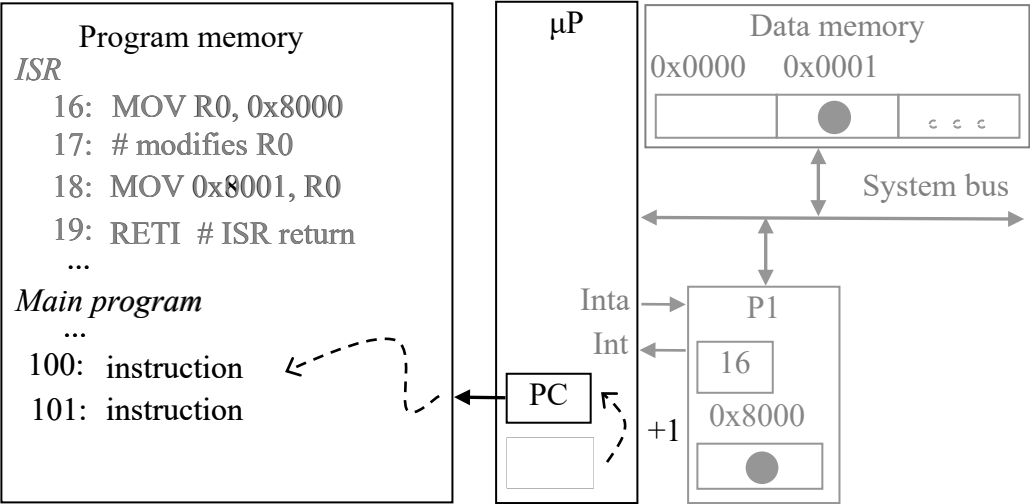 Program memory
ISR
16: MOV R0, 0x8000
17: # modifies R0
18: MOV 0x8001, R0
19: RETI # ISR return
...
Main program
...
100: instruction
101: instruction
μP
PC
+1
Data memory
0x0000 0x0001
System bus
Inta
Int
P1
16
0x8000